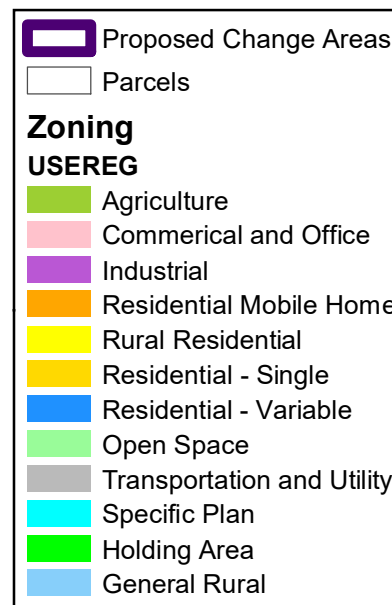 Proposed Change Areas
Parcels
Zoning
USEREG
Agriculture
Commerical and Office
Industrial
Residential Mobile Home
Rural Residential
Residential - Single
Residential - Variable
Open Space
Transportation and Utility
Specific Plan
Holding Area
General Rural